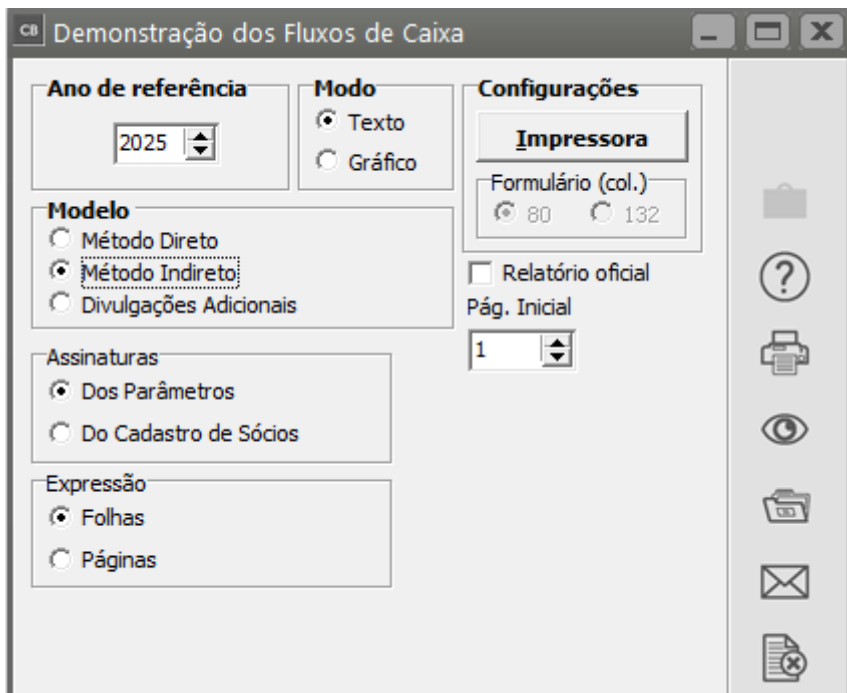 CB Demonstração dos Fluxos de Caixa
Ano de referência
2025
Modo
Texto
Gráfico
Configurações
Impressora
Formulário (col.)
80 132
Modelo
Método Direto
Método Indireto
Divulgações Adicionais
Relatório oficial
Pág. Inicial
1
Assinaturas
Dos Parâmetros
Do Cadastro de Sócios
Expressão
Folhas
Páginas